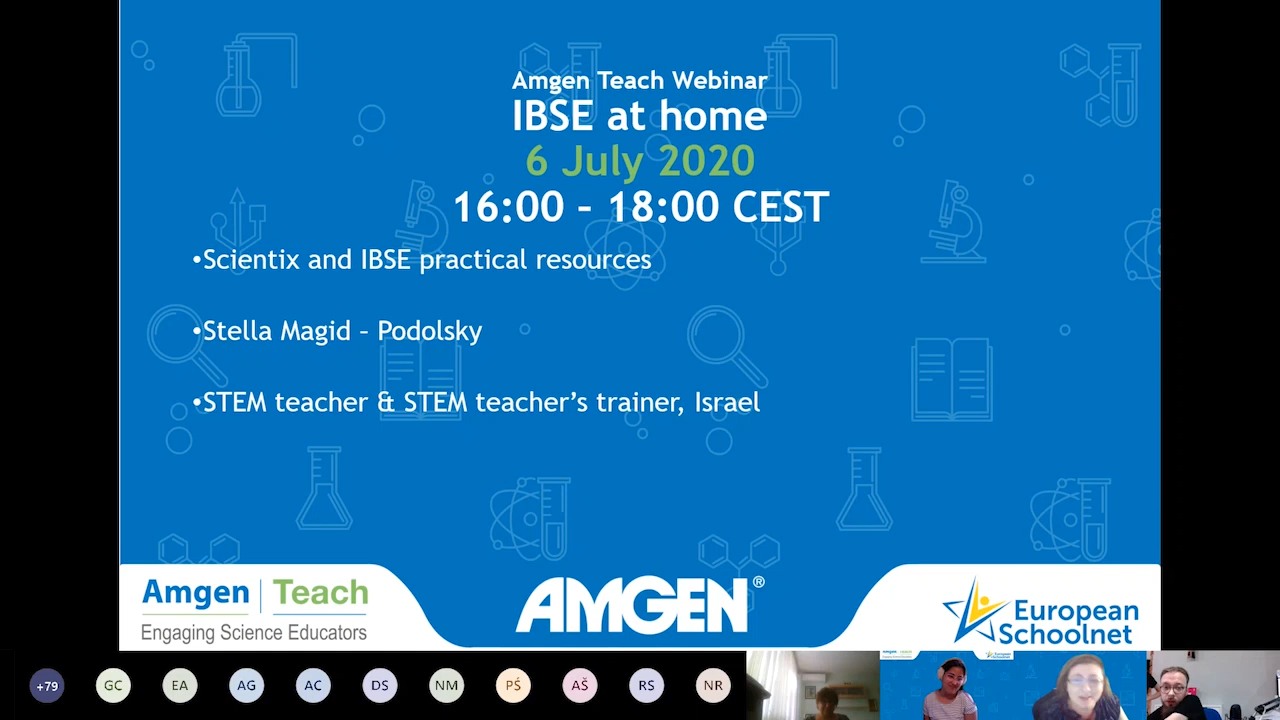 Amgen Teach Webinar
IBSE at home
6 July 2020
16:00 – 18:00 CEST
•Scientix and IBSE practical resources
•Stella Magid – Podolsky
•STEM teacher & STEM teacher’s trainer, Israel
Amgen | Teach
Engaging Science Educators
AMGEN®
European
Schoolnet
+79 GC EA AG AC DS NM PŚ AŠ RS NR